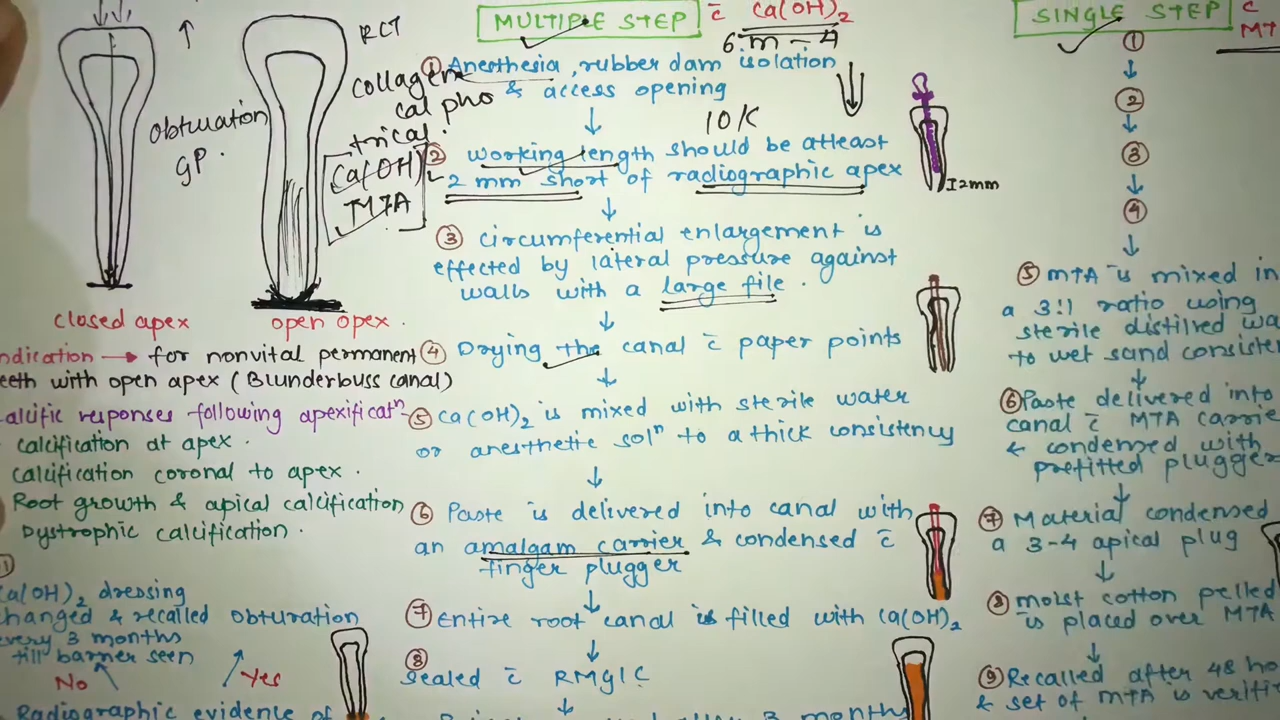 RCT
obturation
GP.
collagen
cal pho
trical.
Ca(OH)2
MTA
closed apex
open opex.
ndication → for nonvital permanent
eeth with open apex (Blunderbuss canal)
alcific responses following apexificatⁿ
calcification at apex.
calcification coronal to apex.
Root growth & apical calcification
Dystrophic calcification.
Ca(OH)2 dressing
changed & recalled obturation
every 3 months
till barrier seen
No Yes
Radiographic evidence of
MULTIPLE STEP c̄ Ca(OH)2
6 m - 4
① Anesthesia, rubber dam isolation
& access opening
↓
10K
② working length should be atleast
2 mm short of radiographic apex
I2mm
↓
③ circumferential enlargement is
effected by lateral pressure against
walls with a large file.
↓
④ Drying the canal c̄ paper points
↓
⑤ Ca(OH)2 is mixed with sterile water
or anesthetic solⁿ to a thick consistency
↓
⑥ Paste is delivered into canal with
an amalgam carrier & condensed c̄
finger plugger
↓
⑦ Entire root canal is filled with Ca(OH)2
↓
⑧
Sealed c̄ RMGIC
↓
3 months
SINGLE STEP c̄
MT
①
↓
②
↓
③
↓
④
↓
⑤ MTA is mixed in
a 3:1 ratio using
sterile distilled wa
to wet sand consiste
↓
⑥ Paste delivered into
canal c̄ MTA carrie
& condensed with
prefitted plugger
↓
⑦ Material condensed
a 3-4 apical plug
↓
⑧ moist cotton pelled
is placed over MTA
↓
⑨ Recalled after 48 ho
& set of MTA is verifi